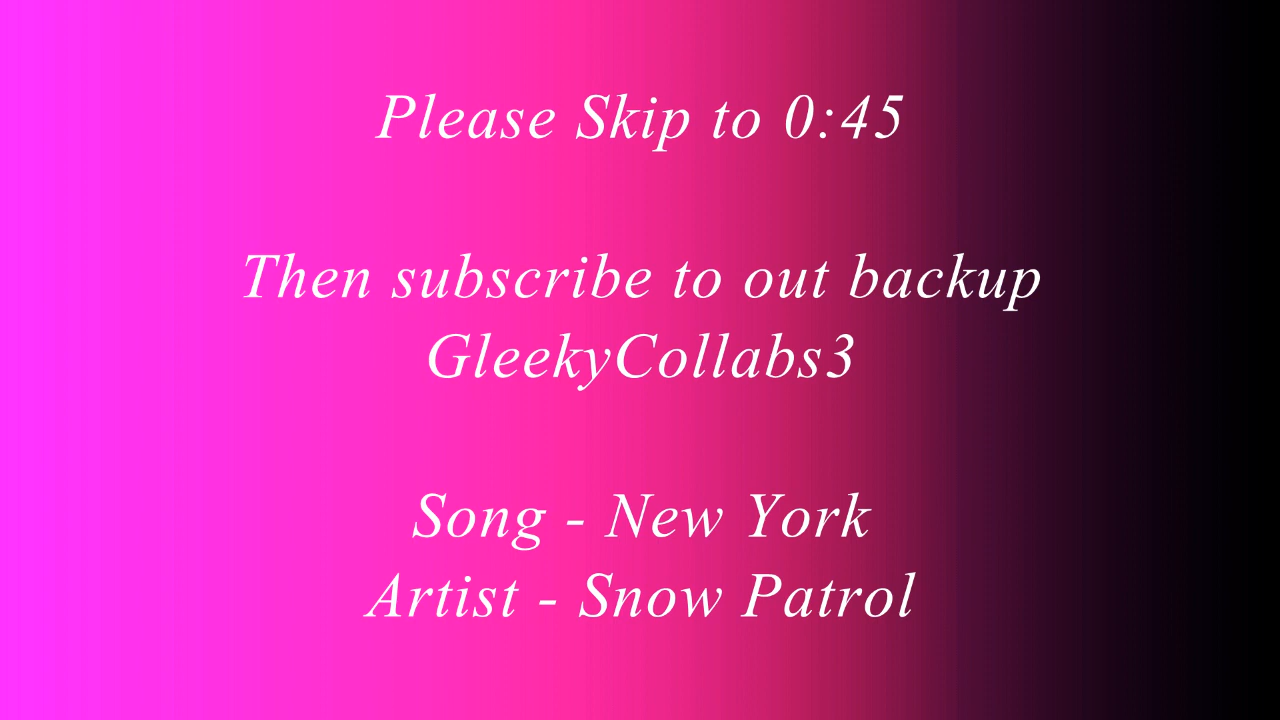 Please Skip to 0:45
Then subscribe to out backup
GleekyCollabs3
Song - New York
Artist - Snow Patrol